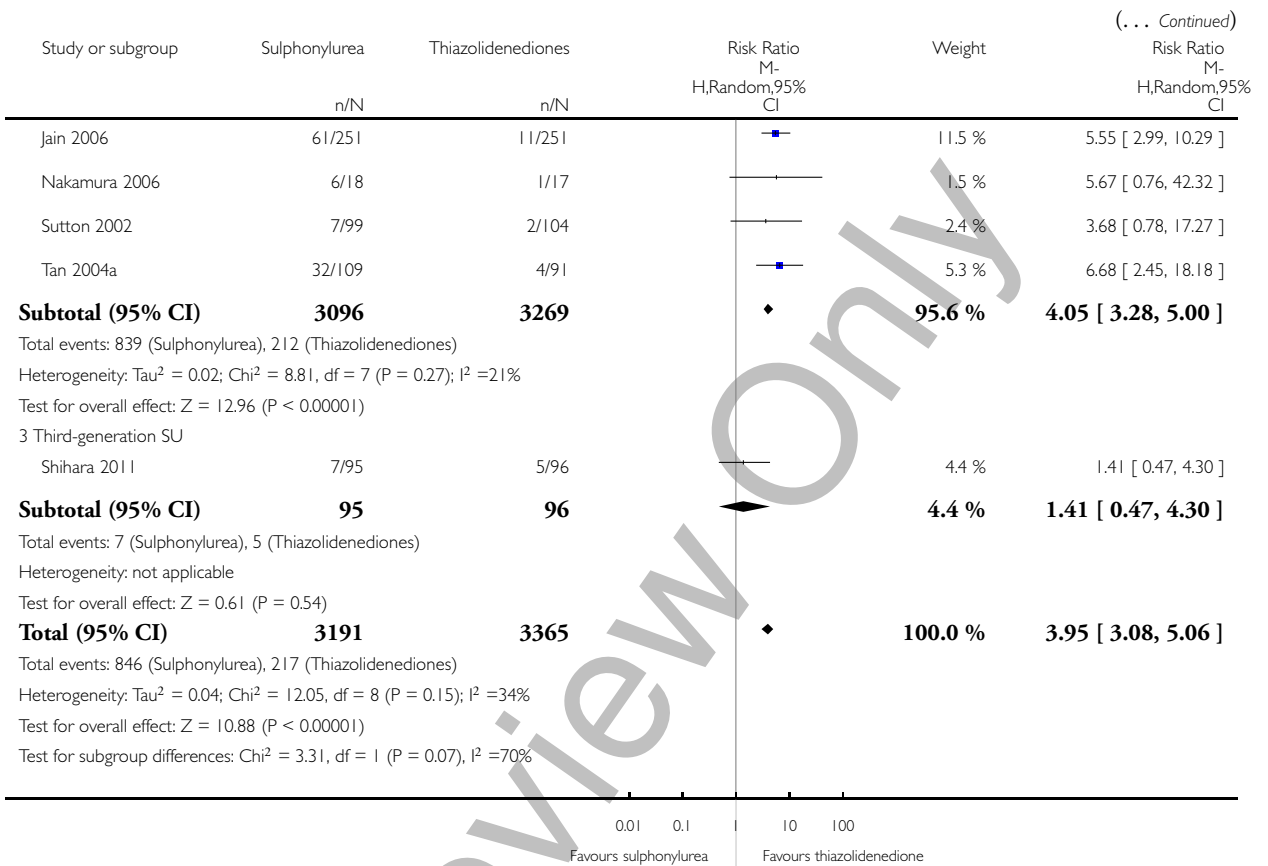 (... Continued)
Study or subgroup Sulphonylurea Thiazolidenediones Risk Ratio Weight Risk Ratio
M- M-
H,Random,95% H,Random,95%
n/N n/N CI CI
Jain 2006 61/251 11/251 11.5 % 5.55 [ 2.99, 10.29 ]
Nakamura 2006 6/18 1/17 1.5 % 5.67 [ 0.76, 42.32 ]
Sutton 2002 7/99 2/104 2.4 % 3.68 [ 0.78, 17.27 ]
Tan 2004a 32/109 4/91 5.3 % 6.68 [ 2.45, 18.18 ]
Subtotal (95% CI) 3096 3269 95.6 % 4.05 [ 3.28, 5.00 ]
Total events: 839 (Sulphonylurea), 212 (Thiazolidenediones)
Heterogeneity: Tau² = 0.02; Chi² = 8.81, df = 7 (P = 0.27); I² =21%
Test for overall effect: Z = 12.96 (P < 0.00001)
3 Third-generation SU
Shihara 2011 7/95 5/96 4.4 % 1.41 [ 0.47, 4.30 ]
Subtotal (95% CI) 95 96 4.4 % 1.41 [ 0.47, 4.30 ]
Total events: 7 (Sulphonylurea), 5 (Thiazolidenediones)
Heterogeneity: not applicable
Test for overall effect: Z = 0.61 (P = 0.54)
Total (95% CI) 3191 3365 100.0 % 3.95 [ 3.08, 5.06 ]
Total events: 846 (Sulphonylurea), 217 (Thiazolidenediones)
Heterogeneity: Tau² = 0.04; Chi² = 12.05, df = 8 (P = 0.15); I² =34%
Test for overall effect: Z = 10.88 (P < 0.00001)
Test for subgroup differences: Chi² = 3.31, df = 1 (P = 0.07), I² =70%
0.01 0.1 1 10 100
Favours sulphonylurea Favours thiazolidenedione
view Only